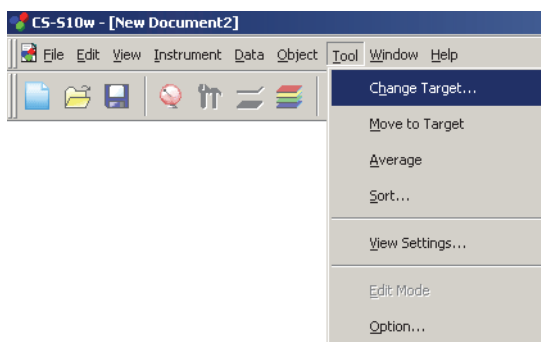 CS-S10w - [New Document2]
File Edit View Instrument Data Object Tool Window Help
Change Target...
Move to Target
Average
Sort...
View Settings...
Edit Mode
Option...